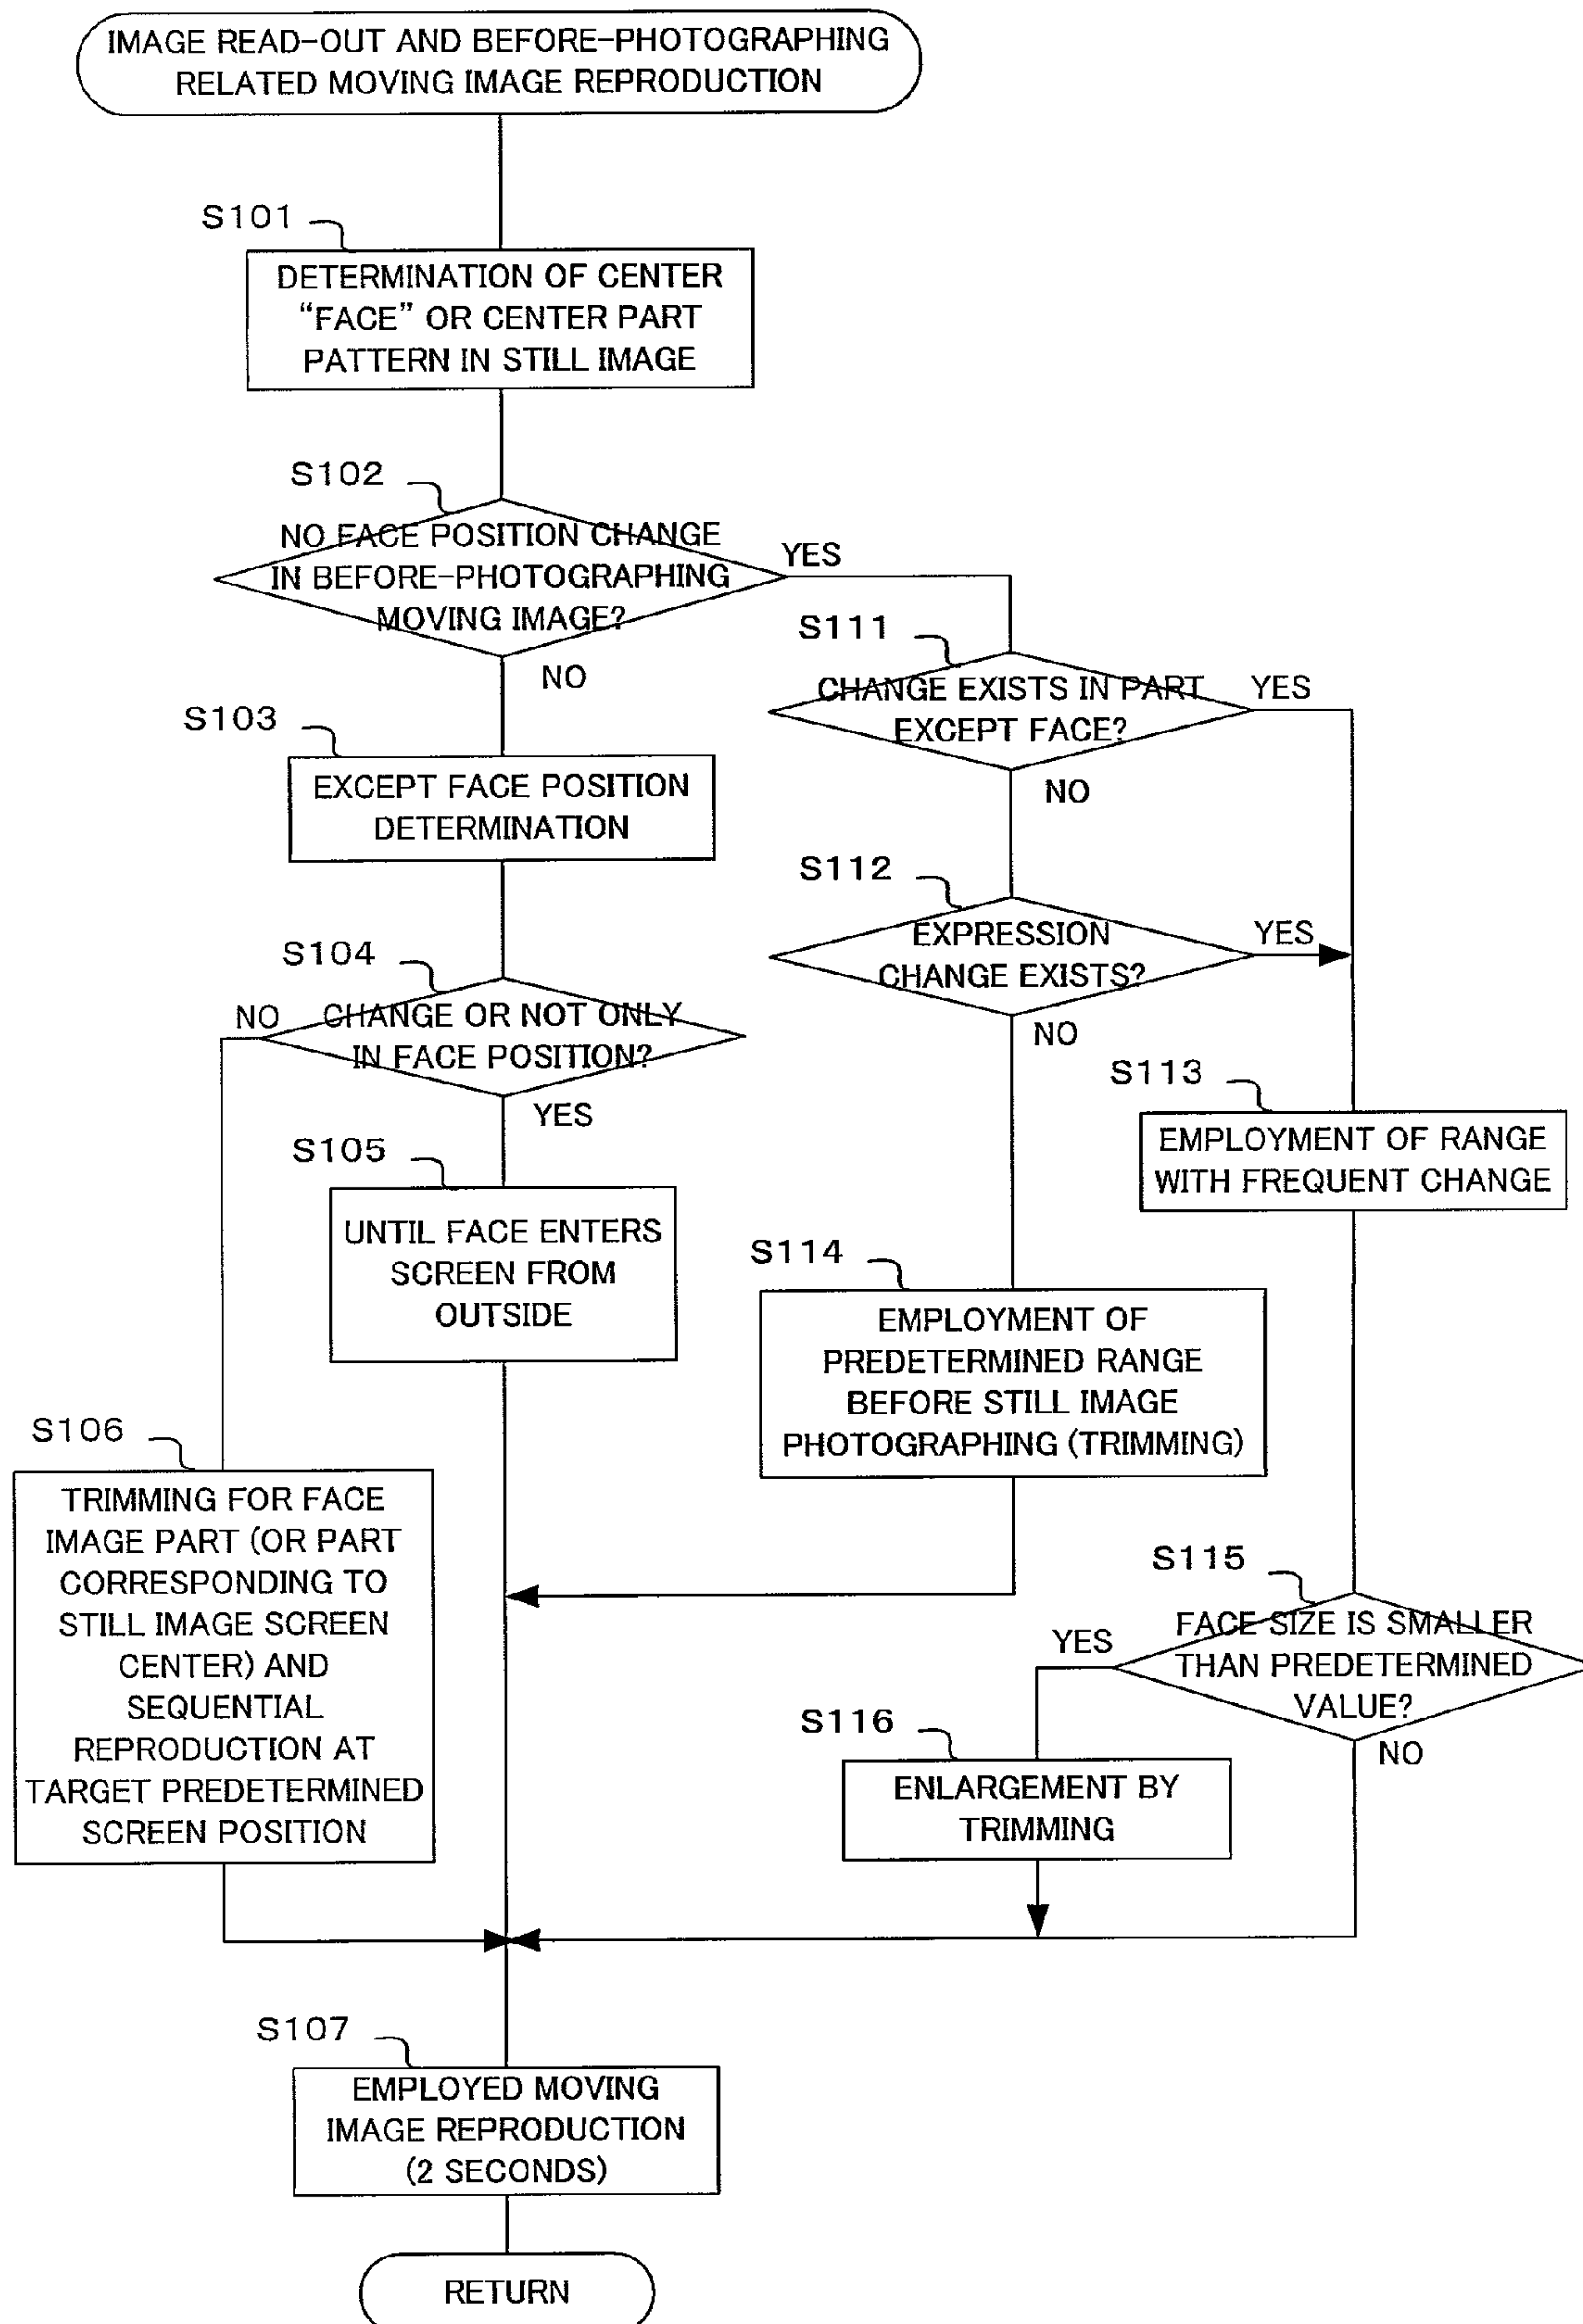 IMAGE READ-OUT AND BEFORE-PHOTOGRAPHING
RELATED MOVING IMAGE REPRODUCTION
S101
DETERMINATION OF CENTER
“FACE” OR CENTER PART
PATTERN IN STILL IMAGE
S102
NO FACE POSITION CHANGE
IN BEFORE-PHOTOGRAPHING
MOVING IMAGE?
YES
NO
S103
EXCEPT FACE POSITION
DETERMINATION
S104
CHANGE OR NOT ONLY
IN FACE POSITION?
NO
YES
S105
UNTIL FACE ENTERS
SCREEN FROM
OUTSIDE
S106
TRIMMING FOR FACE
IMAGE PART (OR PART
CORRESPONDING TO
STILL IMAGE SCREEN
CENTER) AND
SEQUENTIAL
REPRODUCTION AT
TARGET PREDETERMINED
SCREEN POSITION
S111
CHANGE EXISTS IN PART
EXCEPT FACE?
YES
NO
S112
EXPRESSION
CHANGE EXISTS?
YES
NO
S113
EMPLOYMENT OF RANGE
WITH FREQUENT CHANGE
S114
EMPLOYMENT OF
PREDETERMINED RANGE
BEFORE STILL IMAGE
PHOTOGRAPHING (TRIMMING)
S115
FACE SIZE IS SMALLER
THAN PREDETERMINED
VALUE?
YES
NO
S116
ENLARGEMENT BY
TRIMMING
S107
EMPLOYED MOVING
IMAGE REPRODUCTION
(2 SECONDS)
RETURN